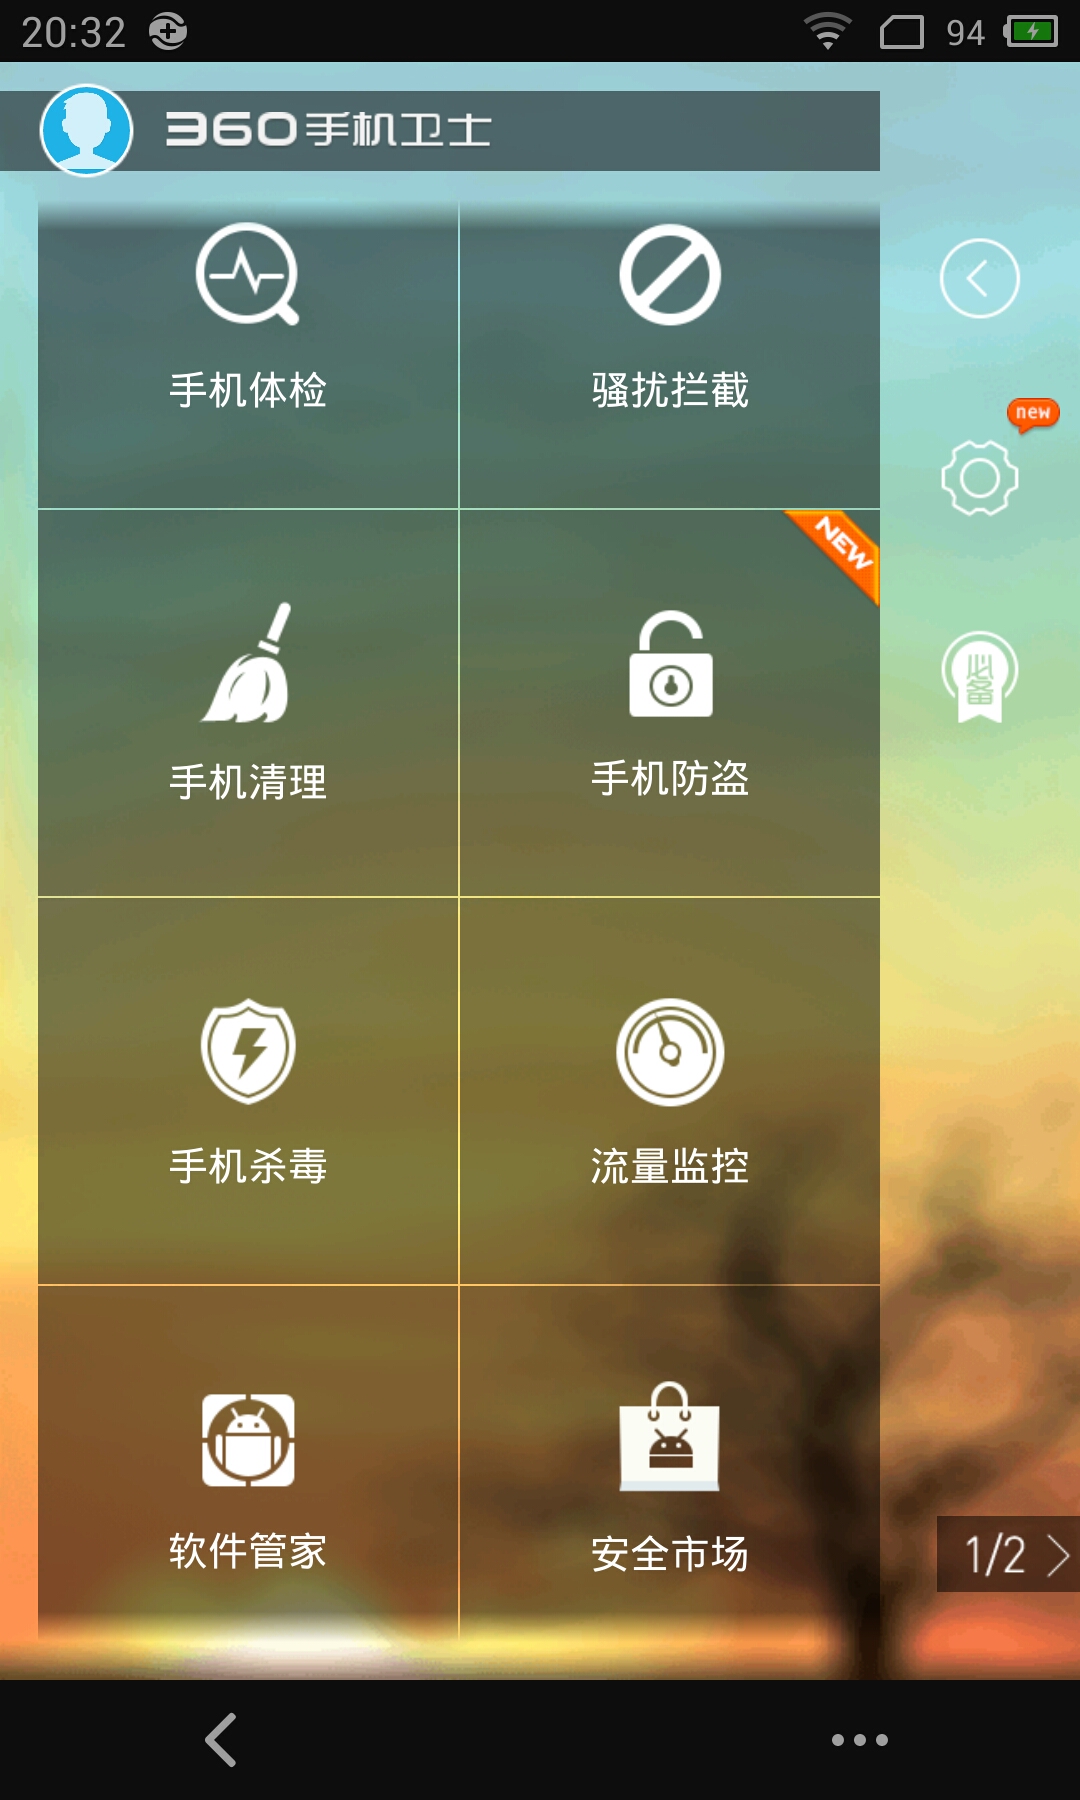 20:32
94
360手机卫士
手机体检
骚扰拦截
new
手机清理
手机防盗
NEW
必备
手机杀毒
流量监控
软件管家
安全市场
1/2